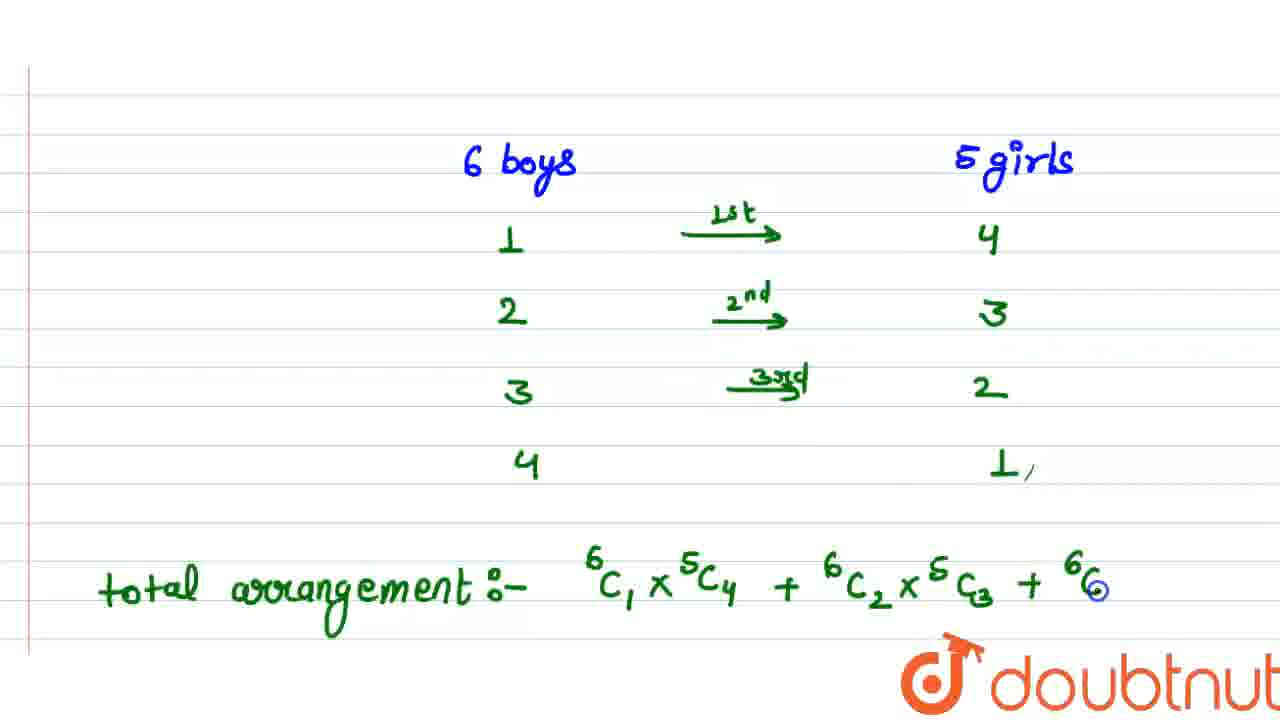 6 boys 5 girls
1 1st → 4
2 2nd → 3
3 3rd → 2
4 1,
total arrangement :- ⁶C₁ × ⁵C₄ + ⁶C₂ × ⁵C₃ + ⁶C
doubtnut